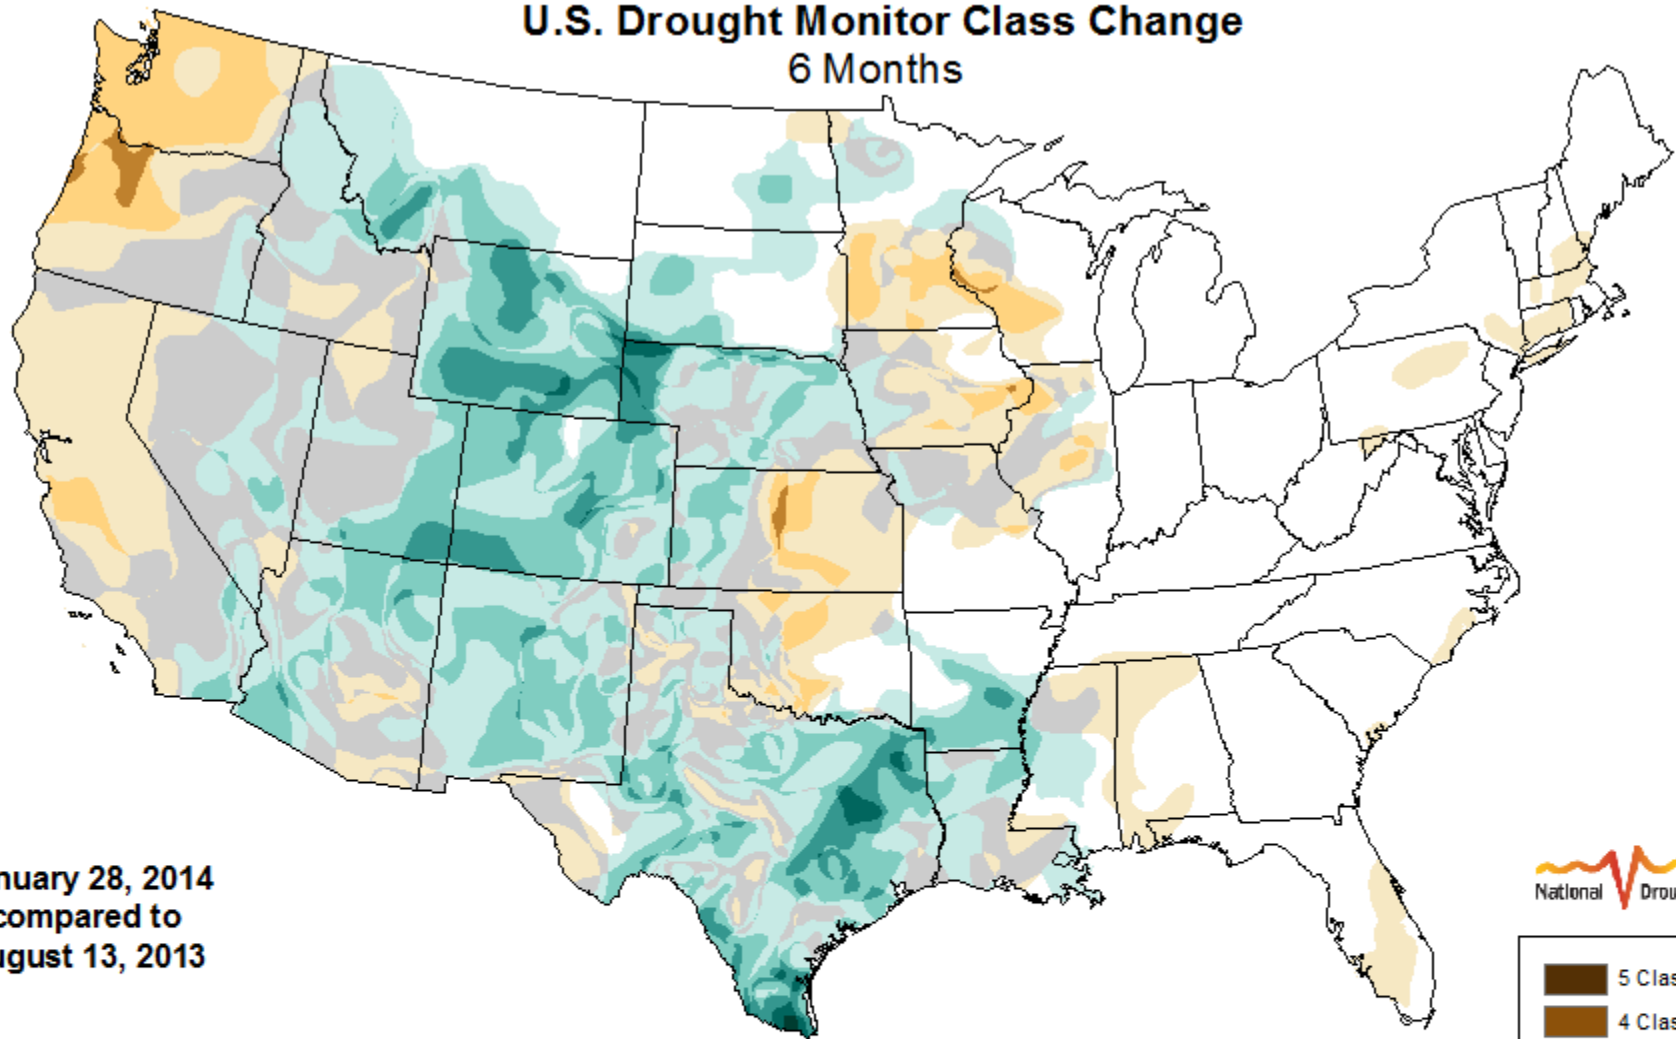 U.S. Drought Monitor Class Change
6 Months
nuary 28, 2014
compared to
ugust 13, 2013
National Drou
5 Clas
4 Clas